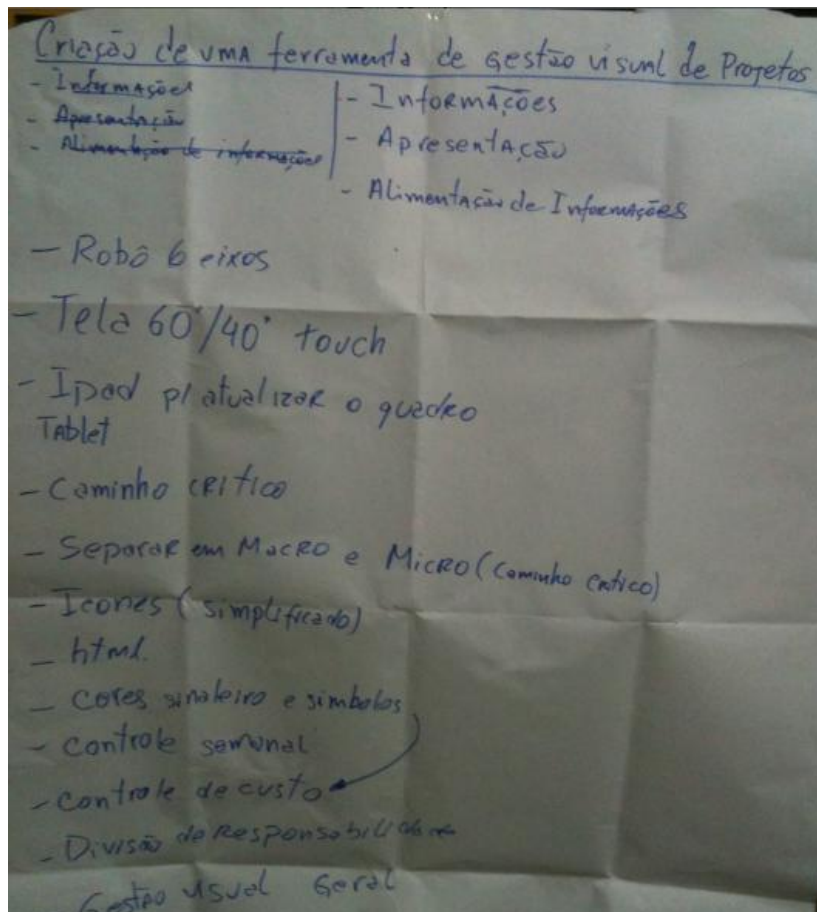 Criação de uma ferramenta de Gestão visual de Projetos
- Informações
- Apresentação
- Alimentação de informações
- Informações
- Apresentação
- Alimentação de Informações
- Robô 6 eixos
- Tela 60"/40" touch
- Ipad p/ atualizar o quadro
Tablet
- Caminho critico
- Separar em Macro e Micro (caminho critico)
- Icones (simplificado)
- html.
- cores sinaleiro e simbolos
- controle semanal
- controle de custo
- Divisão de Responsabilidade
Gestão visual Geral